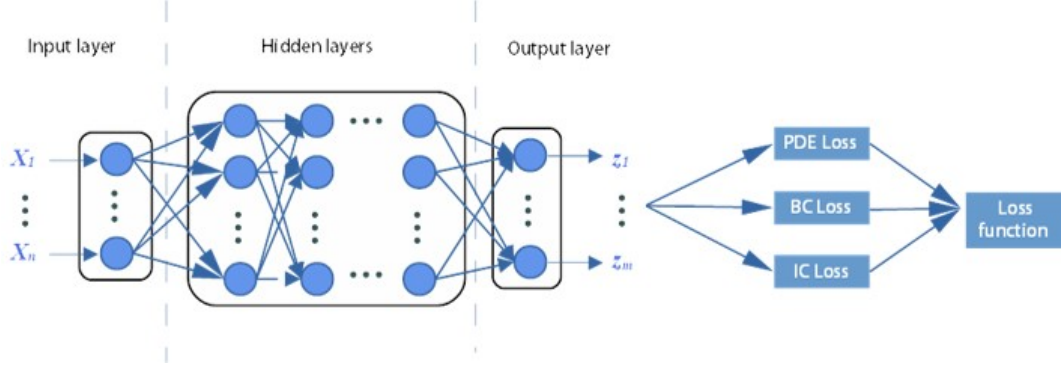 Input layer
Hidden layers
Output layer
X1
Xn
z1
zm
PDE Loss
BC Loss
IC Loss
Loss
function